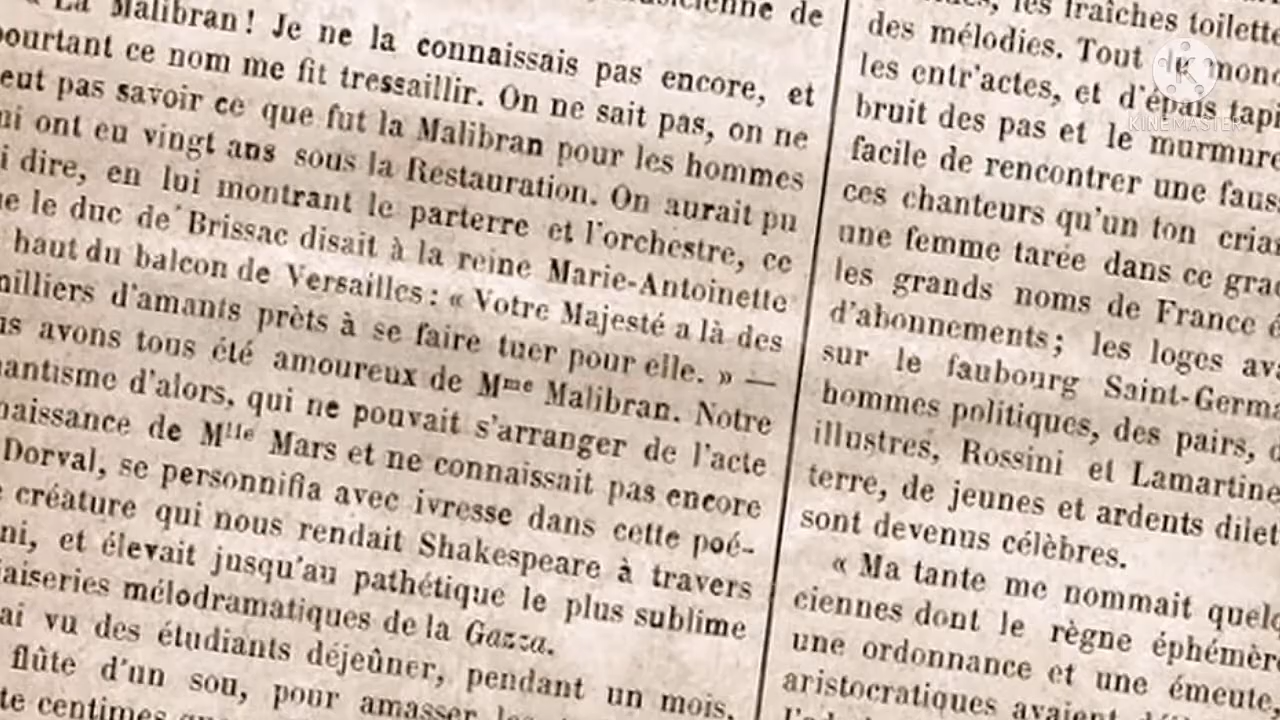 La Malibran! Je ne la connaissais pas encore, et
pourtant ce nom me fit tressaillir. On ne sait pas, on ne
peut pas savoir ce que fut la Malibran pour les hommes
qui ont eu vingt ans sous la Restauration. On aurait pu
dire, en lui montrant le parterre et l'orchestre, ce
le duc de Brissac disait à la reine Marie-Antoinette
haut du balcon de Versailles: « Votre Majesté a là des
milliers d'amants prèts à se faire tuer pour elle. » —
avons tous été amoureux de Mme Malibran. Notre
d'alors, qui ne pouvait s'arranger de l'acte
de Mlle Mars et ne connaissait pas encore
Dorval, se personnifia avec ivresse dans cette poé-
créature qui nous rendait Shakespeare à travers
et élevait jusqu'au pathétique le plus sublime
mélodramatiques de la Gazza.
vu des étudiants déjeûner, pendant un mois,
flûte d'un sou, pour amasser
centimes
les fraîches
des mélodies. Tout
les entr'actes, et d'épais
bruit des pas et le
facile de rencontrer une
ces chanteurs qu'un ton
une femme tarée dans ce
les grands noms de France
d'abonnements; les loges
sur le faubourg
hommes politiques, des pairs,
illustres, Rossini et Lamartine
terre, de jeunes et ardents
sont devenus célèbres.
« Ma tante me nommait
ciennes dont le règne
une ordonnance et une émeute,
aristocratiques avaient
KINEMASTER